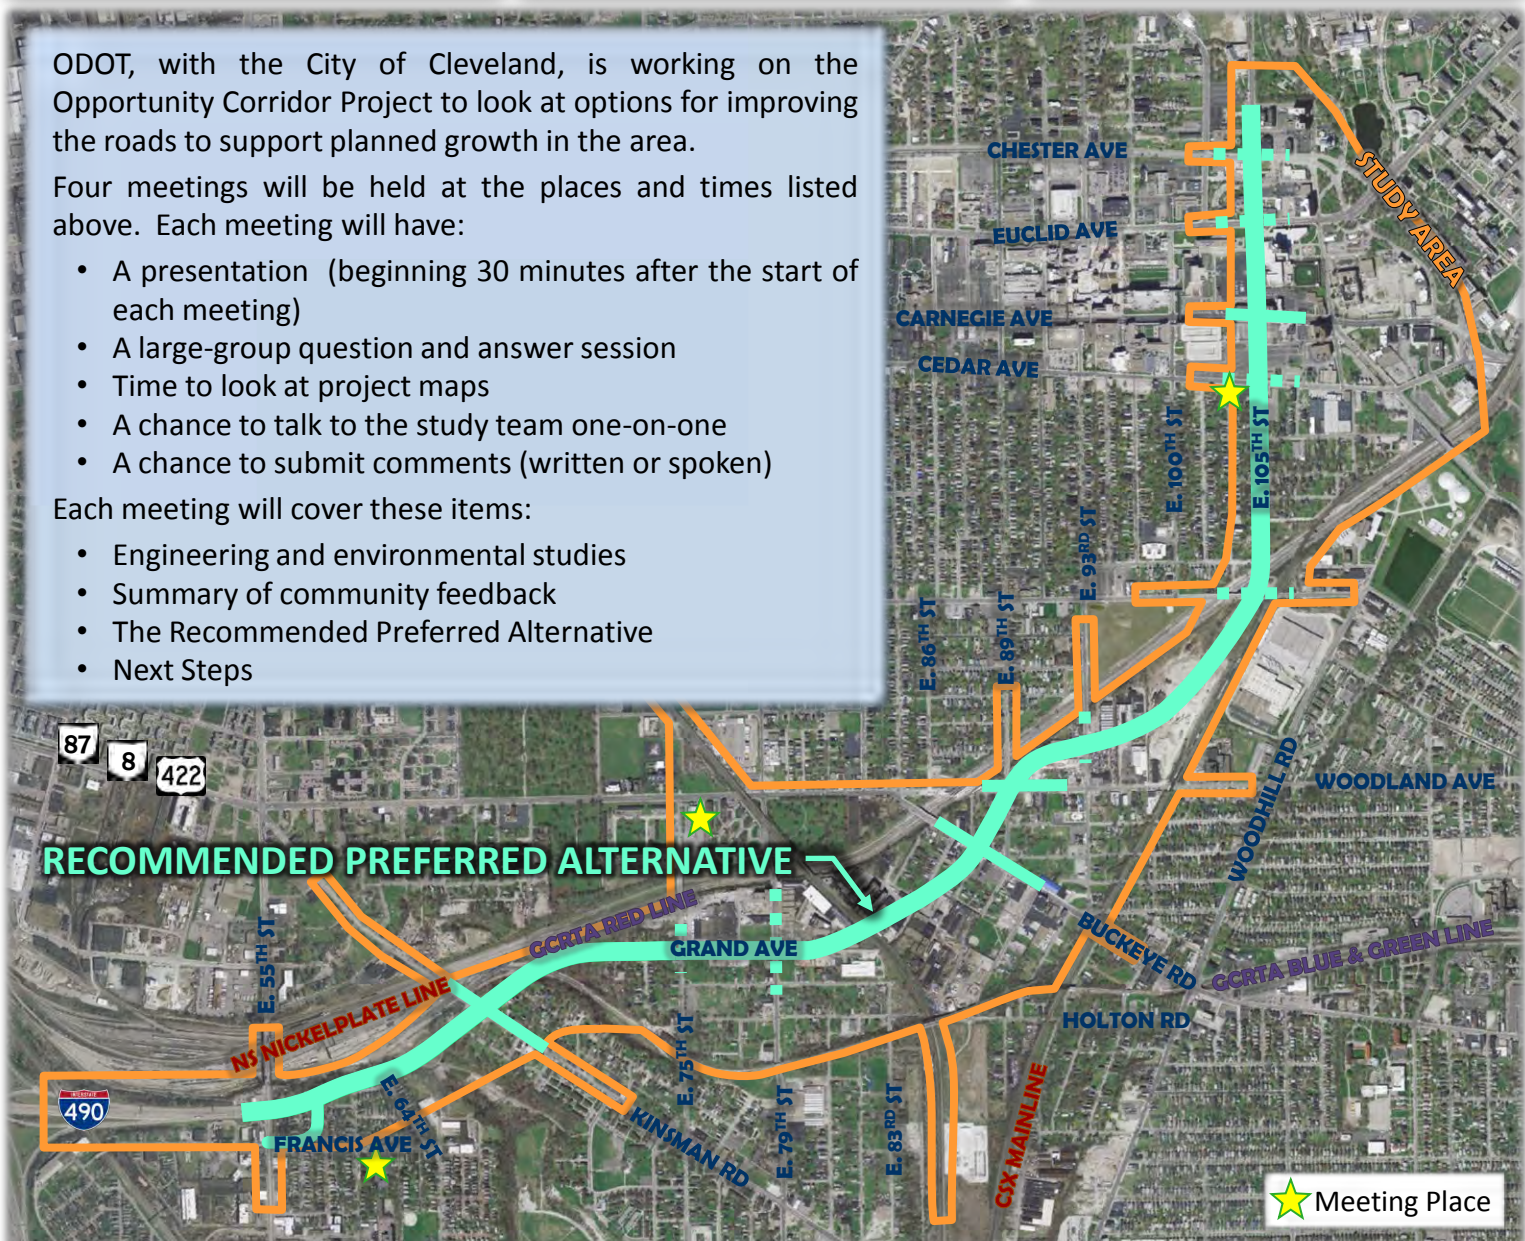 ODOT, with the City of Cleveland, is working on the
Opportunity Corridor Project to look at options for improving
the roads to support planned growth in the area.
Four meetings will be held at the places and times listed
above. Each meeting will have:
• A presentation (beginning 30 minutes after the start of
each meeting)
• A large-group question and answer session
• Time to look at project maps
• A chance to talk to the study team one-on-one
• A chance to submit comments (written or spoken)
Each meeting will cover these items:
• Engineering and environmental studies
• Summary of community feedback
• The Recommended Preferred Alternative
• Next Steps
CHESTER AVE
STUDY AREA
EUCLID AVE
CARNEGIE AVE
CEDAR AVE
E. 100TH ST
E. 105TH ST
E. 93RD ST
E. 89TH ST
E. 86TH ST
87
8
422
WOODLAND AVE
WOODHILL RD
RECOMMENDED PREFERRED ALTERNATIVE
GCRTA RED LINE
GRAND AVE
BUCKEYE RD
GCRTA BLUE & GREEN LINE
E. 55TH ST
NS NICKELPLATE LINE
HOLTON RD
INTERSTATE
490
E. 64TH ST
FRANCIS AVE
E. 75TH ST
KINSMAN RD
E. 79TH ST
E. 83RD ST
CSX MAINLINE
Meeting Place